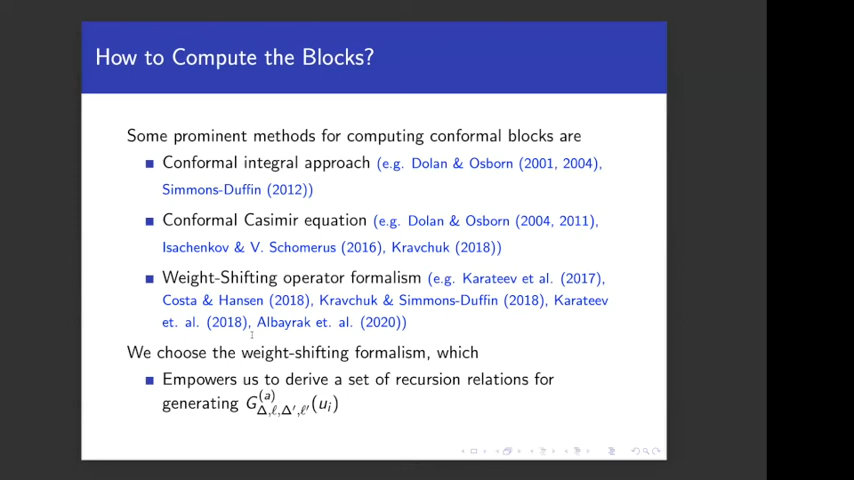 How to Compute the Blocks?
Some prominent methods for computing conformal blocks are
Conformal integral approach (e.g. Dolan & Osborn (2001, 2004),
Simmons-Duffin (2012))
Conformal Casimir equation (e.g. Dolan & Osborn (2004, 2011),
Isachenkov & V. Schomerus (2016), Kravchuk (2018))
Weight-Shifting operator formalism (e.g. Karateev et al. (2017),
Costa & Hansen (2018), Kravchuk & Simmons-Duffin (2018), Karateev
et. al. (2018), Albayrak et. al. (2020))
We choose the weight-shifting formalism, which
Empowers us to derive a set of recursion relations for
generating G^{(a)}_{Δ,ℓ,Δ′,ℓ′}(u_i)